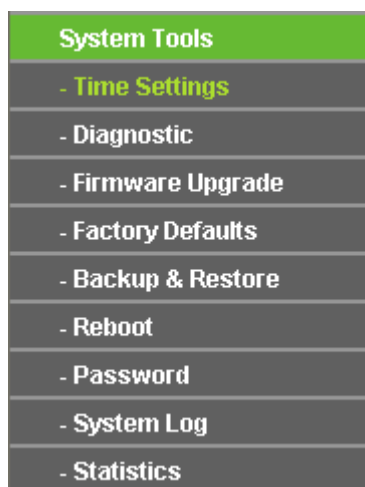 System Tools
- Time Settings
- Diagnostic
- Firmware Upgrade
- Factory Defaults
- Backup & Restore
- Reboot
- Password
- System Log
- Statistics